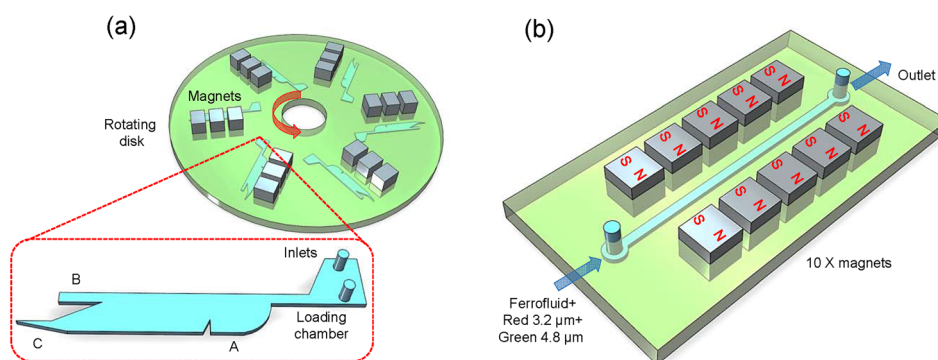 (a)
Magnets
Rotating
disk
Inlets
B
Loading
chamber
C
A
(b)
Outlet
S N
S N
S N
S N
S N
S N
S N
S N
S N
S N
10 X magnets
Ferrofluid+
Red 3.2 µm+
Green 4.8 µm